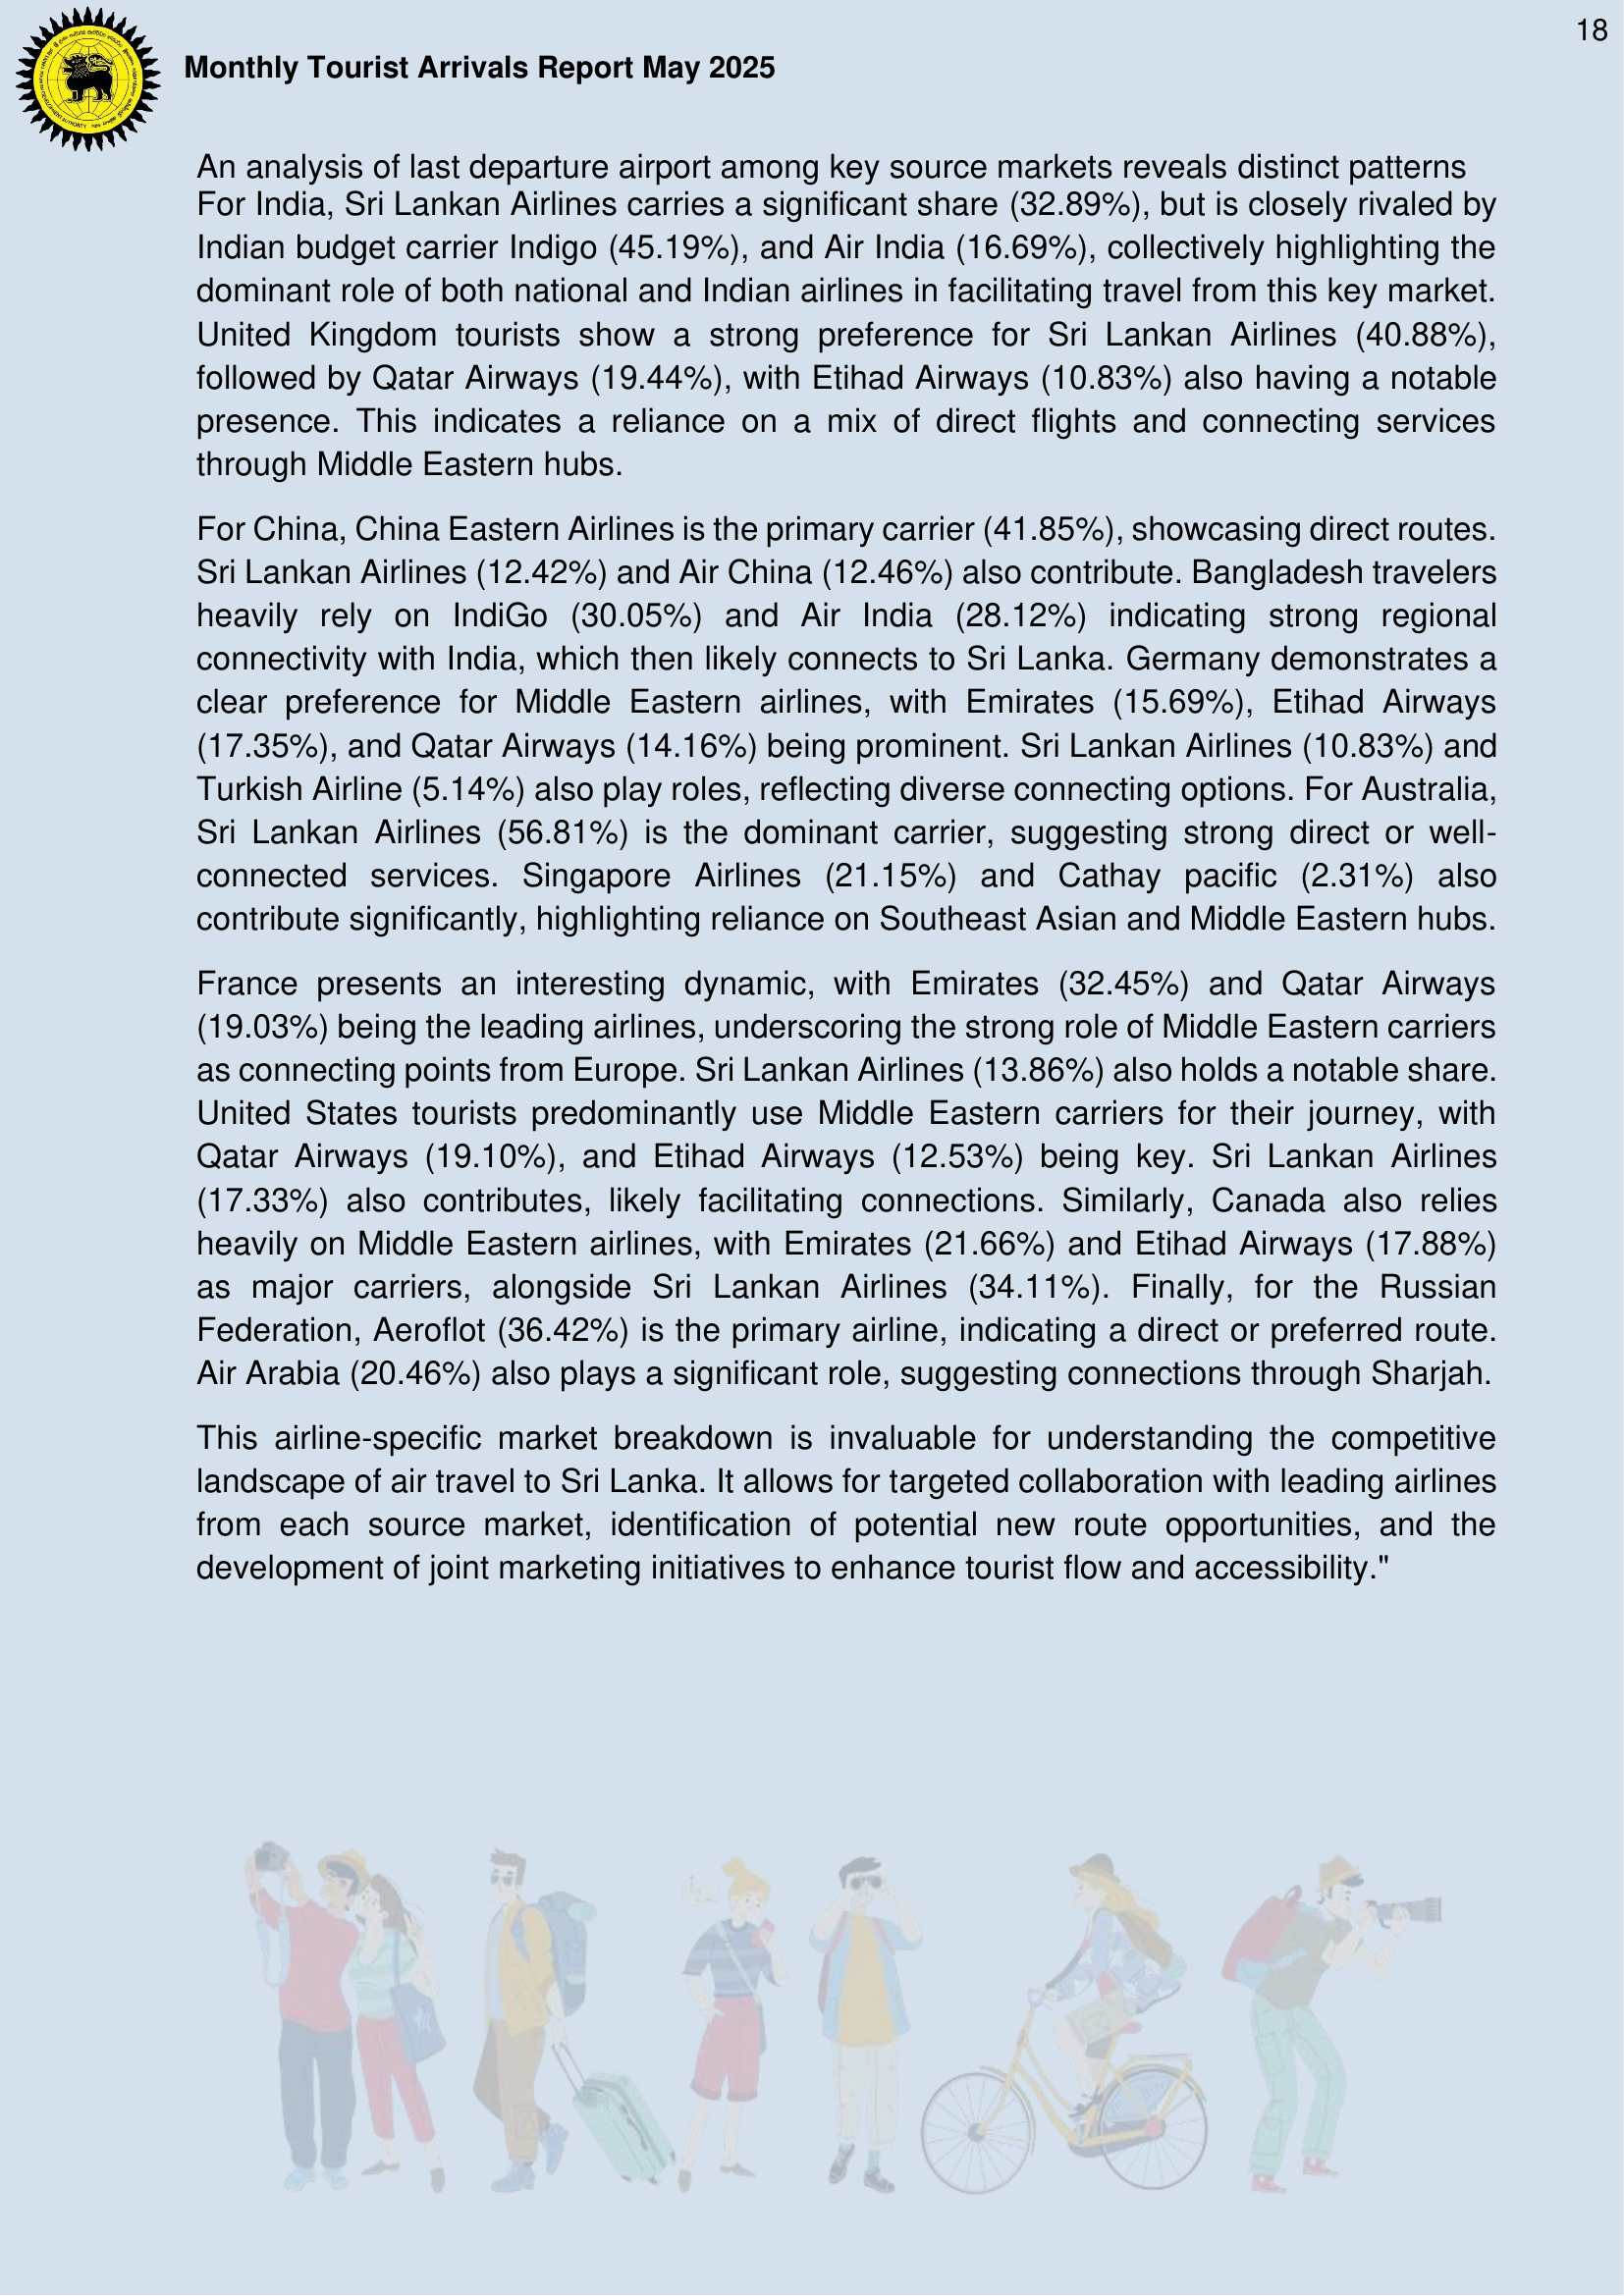 18
Monthly Tourist Arrivals Report May 2025
An analysis of last departure airport among key source markets reveals distinct patterns
For India, Sri Lankan Airlines carries a significant share (32.89%), but is closely rivaled by
Indian budget carrier Indigo (45.19%), and Air India (16.69%), collectively highlighting the
dominant role of both national and Indian airlines in facilitating travel from this key market.
United Kingdom tourists show a strong preference for Sri Lankan Airlines (40.88%),
followed by Qatar Airways (19.44%), with Etihad Airways (10.83%) also having a notable
presence. This indicates a reliance on a mix of direct flights and connecting services
through Middle Eastern hubs.
For China, China Eastern Airlines is the primary carrier (41.85%), showcasing direct routes.
Sri Lankan Airlines (12.42%) and Air China (12.46%) also contribute. Bangladesh travelers
heavily rely on IndiGo (30.05%) and Air India (28.12%) indicating strong regional
connectivity with India, which then likely connects to Sri Lanka. Germany demonstrates a
clear preference for Middle Eastern airlines, with Emirates (15.69%), Etihad Airways
(17.35%), and Qatar Airways (14.16%) being prominent. Sri Lankan Airlines (10.83%) and
Turkish Airline (5.14%) also play roles, reflecting diverse connecting options. For Australia,
Sri Lankan Airlines (56.81%) is the dominant carrier, suggesting strong direct or well-
connected services. Singapore Airlines (21.15%) and Cathay pacific (2.31%) also
contribute significantly, highlighting reliance on Southeast Asian and Middle Eastern hubs.
France presents an interesting dynamic, with Emirates (32.45%) and Qatar Airways
(19.03%) being the leading airlines, underscoring the strong role of Middle Eastern carriers
as connecting points from Europe. Sri Lankan Airlines (13.86%) also holds a notable share.
United States tourists predominantly use Middle Eastern carriers for their journey, with
Qatar Airways (19.10%), and Etihad Airways (12.53%) being key. Sri Lankan Airlines
(17.33%) also contributes, likely facilitating connections. Similarly, Canada also relies
heavily on Middle Eastern airlines, with Emirates (21.66%) and Etihad Airways (17.88%)
as major carriers, alongside Sri Lankan Airlines (34.11%). Finally, for the Russian
Federation, Aeroflot (36.42%) is the primary airline, indicating a direct or preferred route.
Air Arabia (20.46%) also plays a significant role, suggesting connections through Sharjah.
This airline-specific market breakdown is invaluable for understanding the competitive
landscape of air travel to Sri Lanka. It allows for targeted collaboration with leading airlines
from each source market, identification of potential new route opportunities, and the
development of joint marketing initiatives to enhance tourist flow and accessibility."